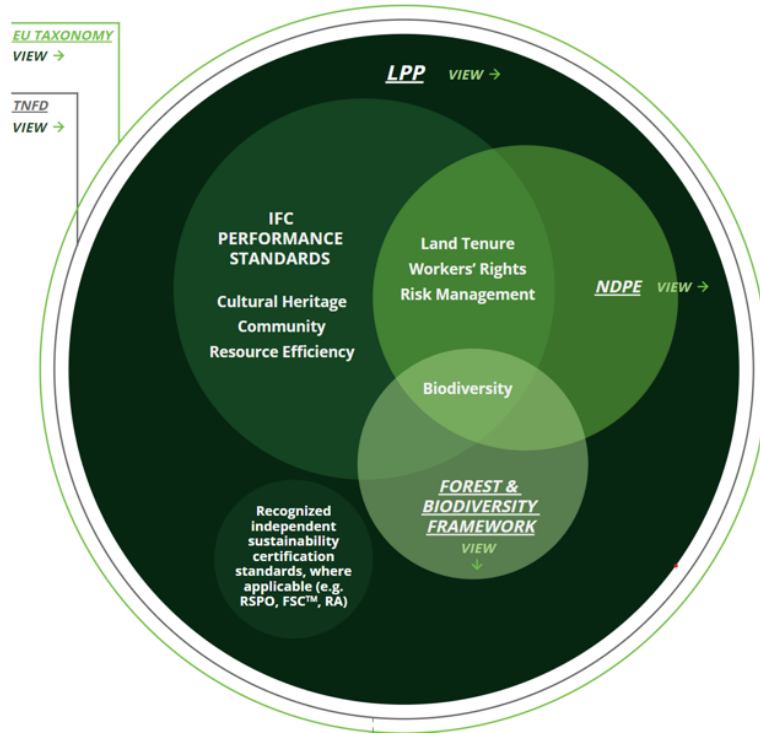 EU TAXONOMY
VIEW →
TNFD
VIEW →
LPP VIEW →
IFC
PERFORMANCE
STANDARDS
Cultural Heritage
Community
Resource Efficiency
Land Tenure
Workers’ Rights
Risk Management
NDPE VIEW →
Biodiversity
FOREST &
BIODIVERSITY
FRAMEWORK
VIEW
↓
Recognized
independent
sustainability
certification
standards, where
applicable (e.g.
RSPO, FSC™, RA)